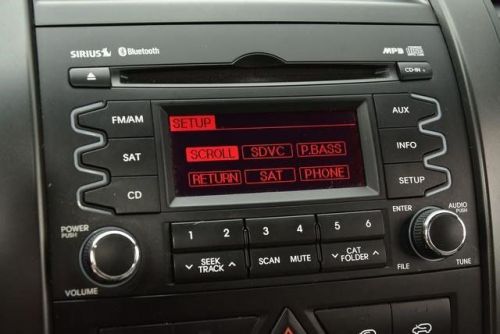 SIRIUS Bluetooth MP3
CD-IN
FM/AM SETUP AUX
SCROLL SDVC P.BASS
SAT INFO
RETURN SAT PHONE
CD SETUP
POWER PUSH 1 2 3 4 5 6 ENTER AUDIO PUSH
SEEK TRACK SCAN MUTE CAT FOLDER
VOLUME FILE TUNE